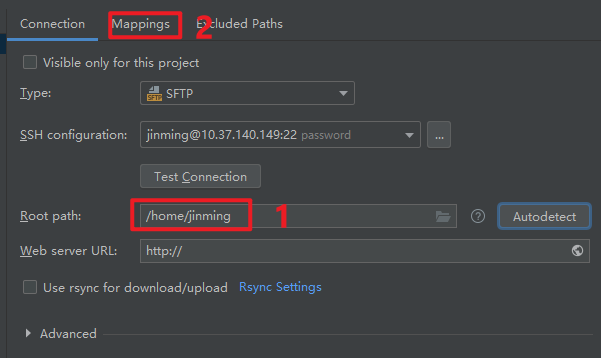 Connection Mappings 2 Excluded Paths
Visible only for this project
Type: SFTP SFTP
SSH configuration: jinming@10.37.140.149:22 password ...
Test Connection
Root path: /home/jinming 1 ? Autodetect
Web server URL: http://
Use rsync for download/upload Rsync Settings
Advanced